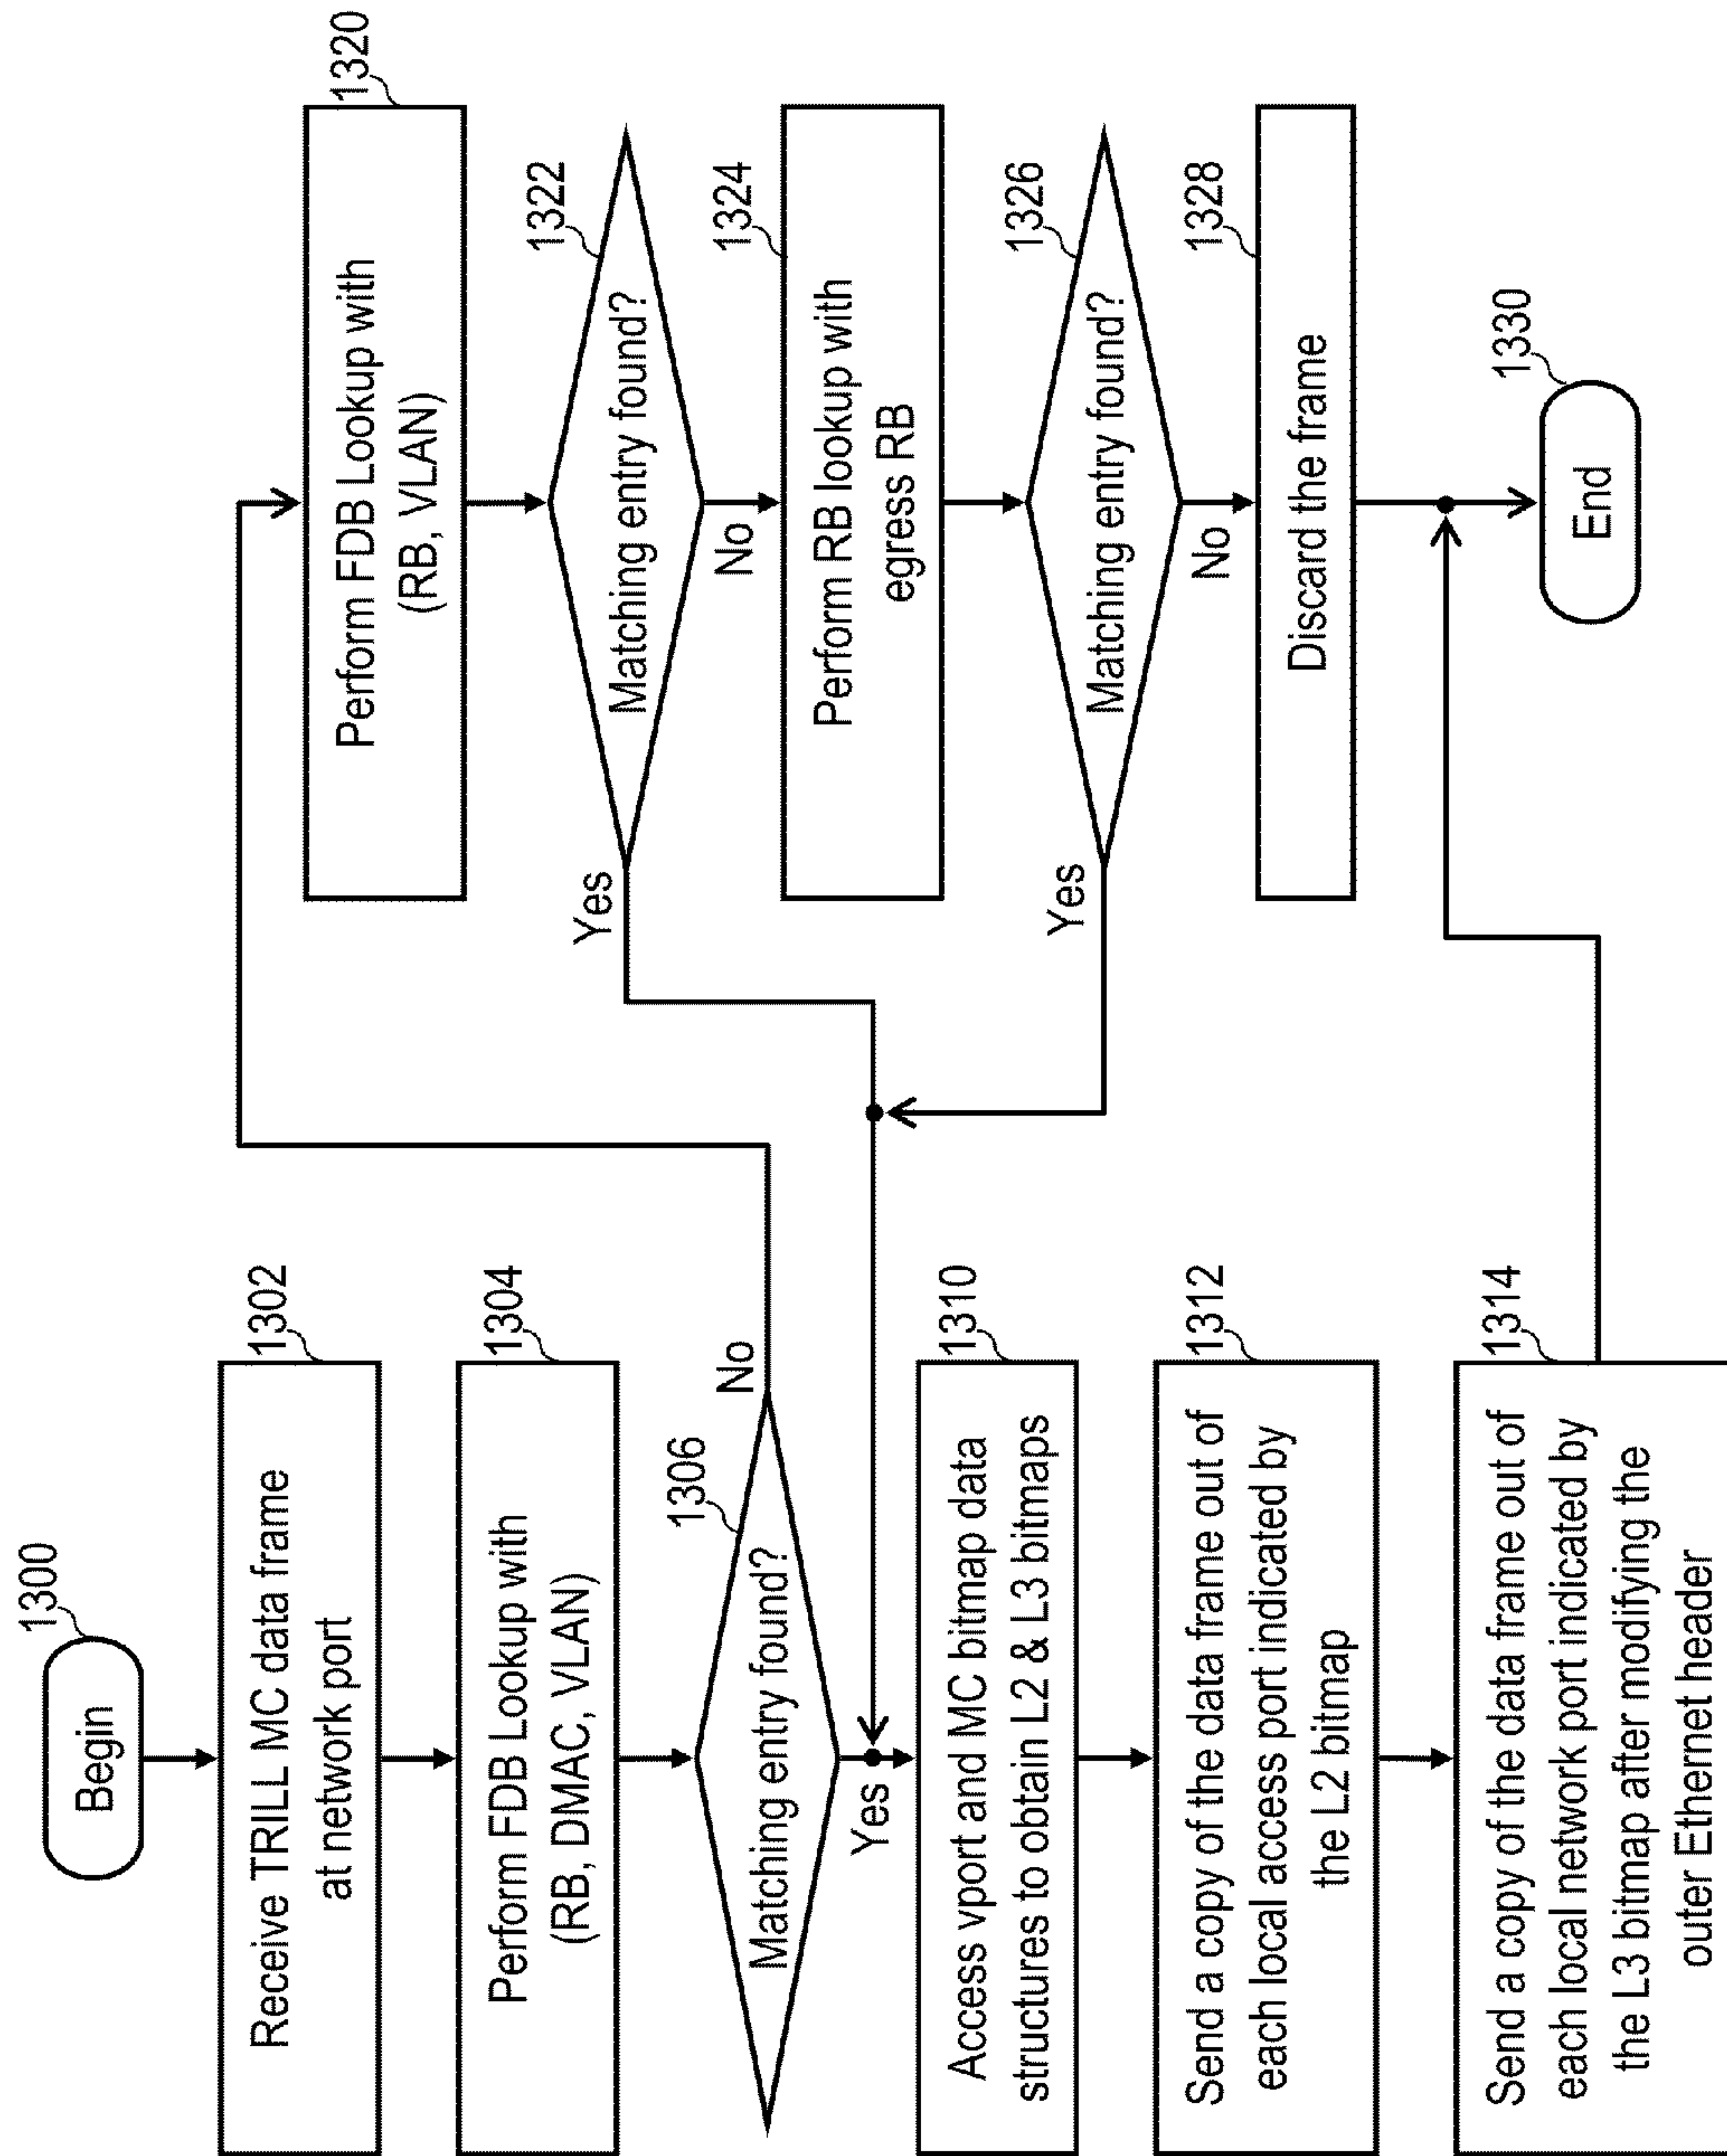 1300
Begin
1302
Receive TRILL MC data frame
at network port
1304
Perform FDB Lookup with
(RB, DMAC, VLAN)
1306
Matching entry found?
No
Yes
1310
Access vport and MC bitmap data
structures to obtain L2 & L3 bitmaps
1312
Send a copy of the data frame out of
each local access port indicated by
the L2 bitmap
1314
Send a copy of the data frame out of
each local network port indicated by
the L3 bitmap after modifying the
outer Ethernet header
1320
Perform FDB Lookup with
(RB, VLAN)
1322
Matching entry found?
Yes
No
1324
Perform RB lookup with
egress RB
1326
Matching entry found?
Yes
No
1328
Discard the frame
1330
End